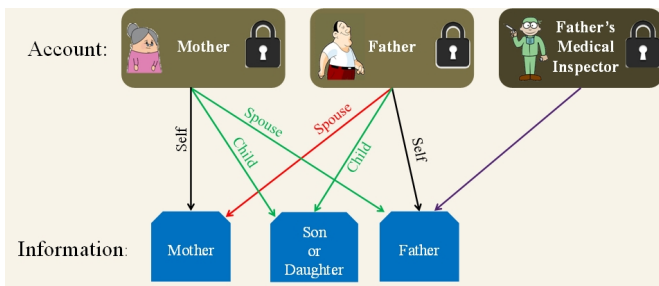 Account:
Mother
Father
Father's
Medical
Inspector
Self
Child
Spouse
Spouse
Child
Self
Information:
Mother
Son
or
Daughter
Father